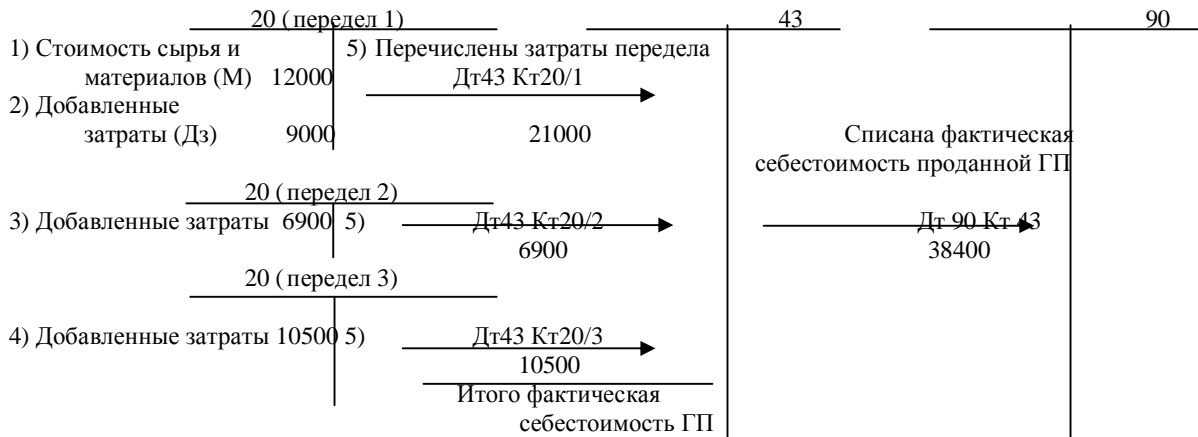 20 ( передел 1) 43 90
1) Стоимость сырья и 5) Перечислены затраты передела
материалов (М) 12000 Дт43 Кт20/1
2) Добавленные
затраты (Дз) 9000 21000 Списана фактическая
себестоимость проданной ГП
20 ( передел 2)
3) Добавленные затраты 6900 5) Дт43 Кт20/2 Дт 90 Кт 43
6900 38400
20 ( передел 3)
4) Добавленные затраты 10500 5) Дт43 Кт20/3
10500
Итого фактическая
себестоимость ГП